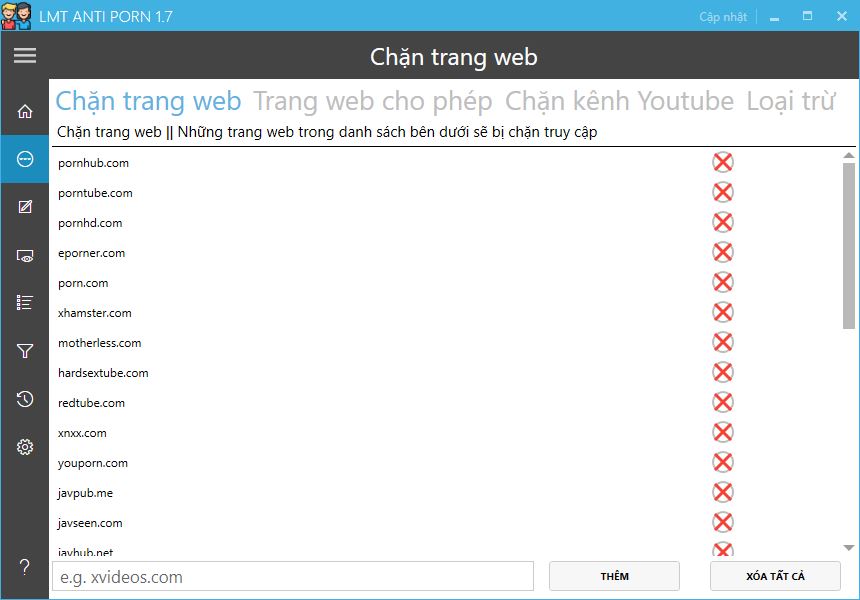 LMT ANTI PORN 1.7 Cập nhật
Chặn trang web
Chặn trang web Trang web cho phép Chặn kênh Youtube Loại trừ
Chặn trang web || Những trang web trong danh sách bên dưới sẽ bị chặn truy cập
pornhub.com
porntube.com
pornhd.com
eporner.com
porn.com
xhamster.com
motherless.com
hardsextube.com
redtube.com
xnxx.com
youporn.com
javpub.me
javseen.com
javhub.net
e.g. xvideos.com THÊM XÓA TẤT CẢ